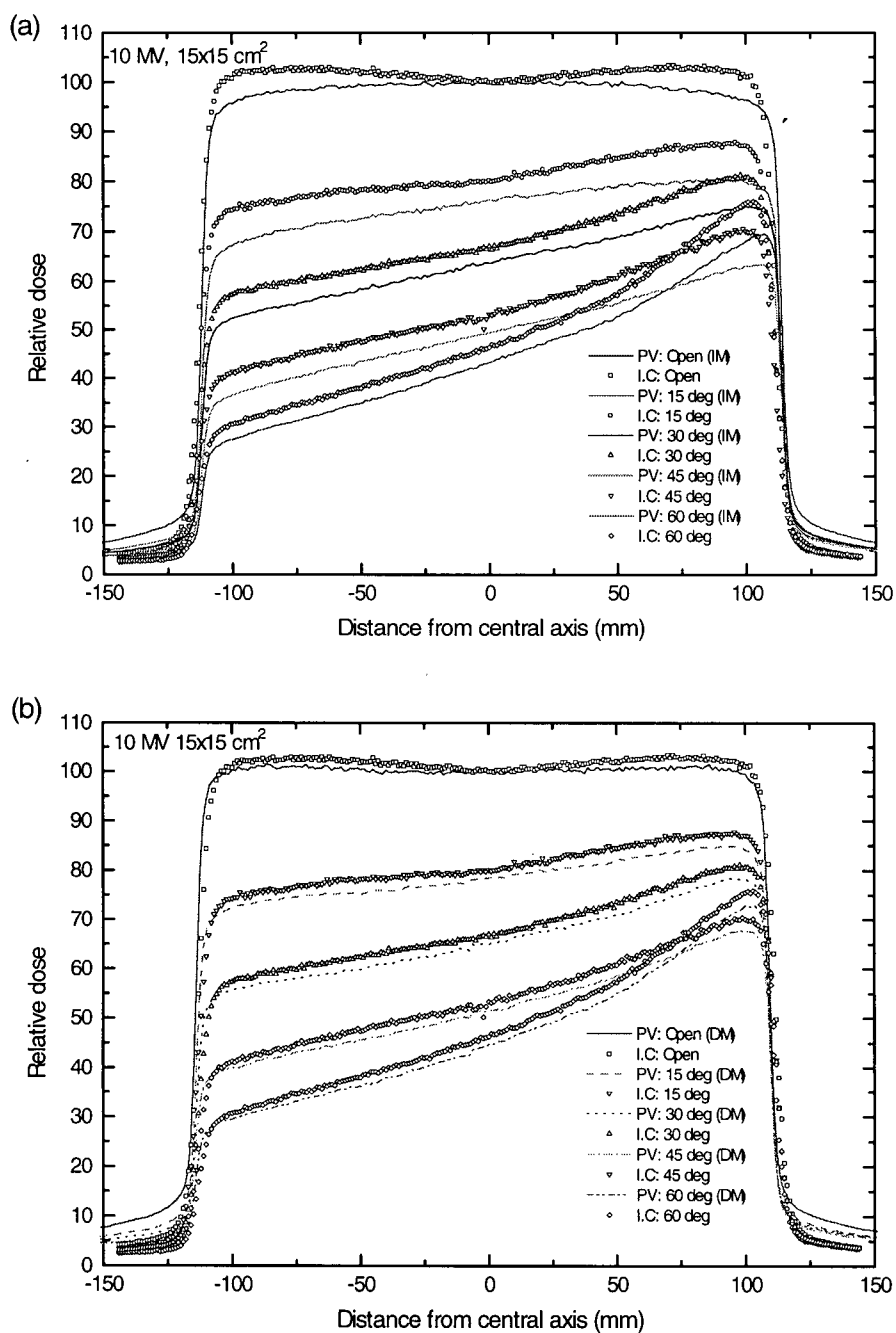 (a)
110
10 MV, 15x15 cm²
100
90
80
70
60
50
40
30
20
10
0
Relative dose
PV: Open (IM)
I.C: Open
PV: 15 deg (IM)
I.C: 15 deg
PV: 30 deg (IM)
I.C: 30 deg
PV: 45 deg (IM)
I.C: 45 deg
PV: 60 deg (IM)
I.C: 60 deg
-150 -100 -50 0 50 100 150
Distance from central axis (mm)
(b)
110
10 MV 15x15 cm²
100
90
80
70
60
50
40
30
20
10
0
Relative dose
PV: Open (DM)
I.C: Open
PV: 15 deg (DM)
I.C: 15 deg
PV: 30 deg (DM)
I.C: 30 deg
PV: 45 deg (DM)
I.C: 45 deg
PV: 60 deg (DM)
I.C: 60 deg
-150 -100 -50 0 50 100 150
Distance from central axis (mm)